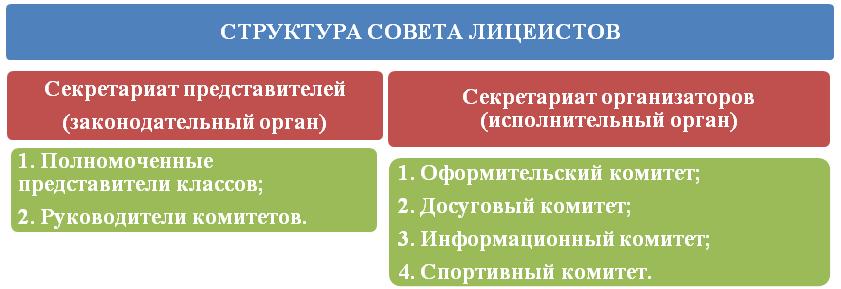 СТРУКТУРА СОВЕТА ЛИЦЕИСТОВ
Секретариат представителей
(законодательный орган)
1. Полномоченные
представители классов;
2. Руководители комитетов.
Секретариат организаторов
(исполнительный орган)
1. Оформительский комитет;
2. Досуговый комитет;
3. Информационный комитет;
4. Спортивный комитет.